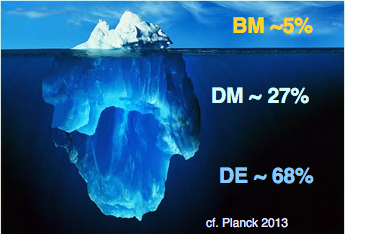 BM ~5%
DM ~ 27%
DE ~ 68%
cf. Planck 2013